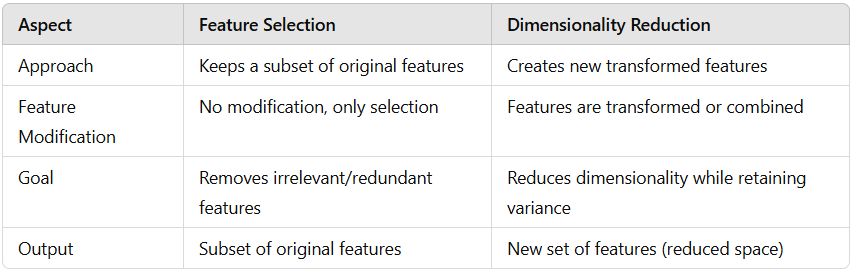 Aspect Feature Selection Dimensionality Reduction
Approach Keeps a subset of original features Creates new transformed features
Feature Modification No modification, only selection Features are transformed or combined
Goal Removes irrelevant/redundant features Reduces dimensionality while retaining variance
Output Subset of original features New set of features (reduced space)